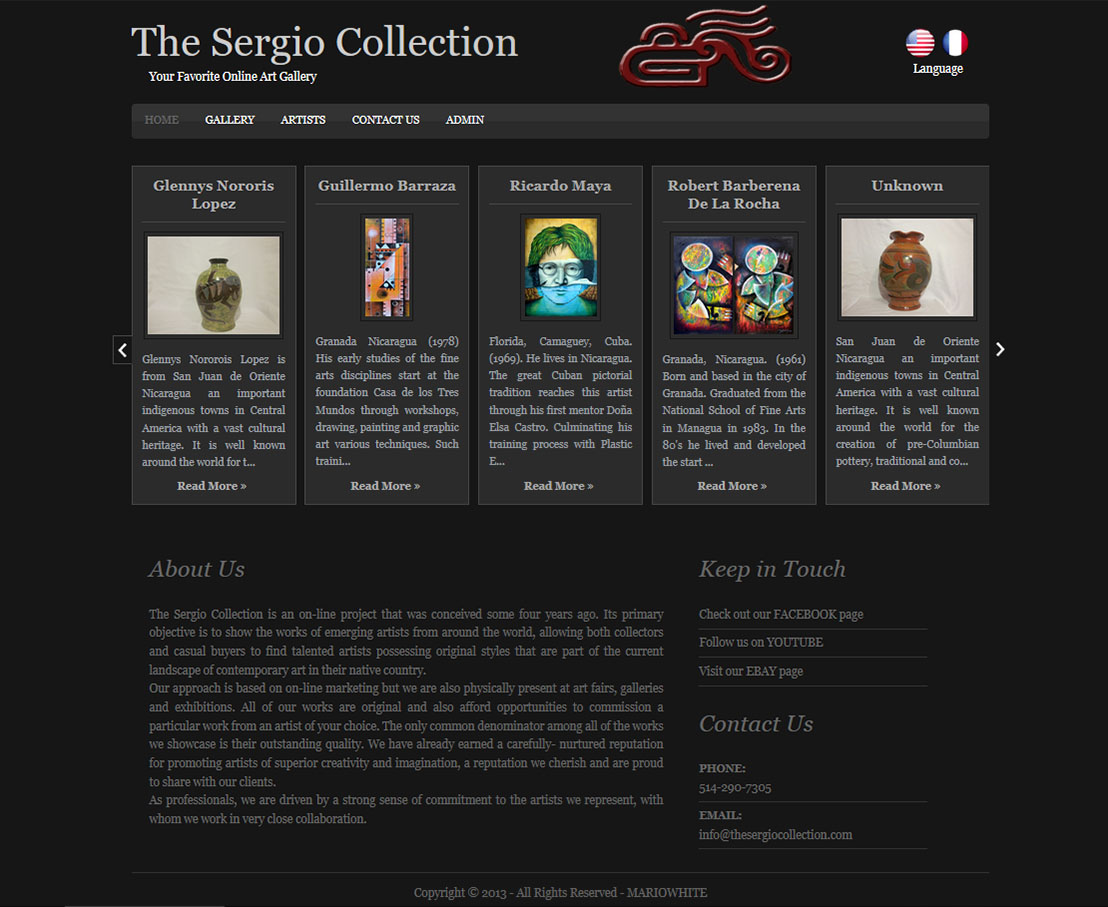 The Sergio Collection
Your Favorite Online Art Gallery
Language
HOME GALLERY ARTISTS CONTACT US ADMIN
Glennys Nororis
Lopez
Glennys Nororois Lopez is
from San Juan de Oriente
Nicaragua an important
indigenous towns in Central
America with a vast cultural
heritage. It is well known
around the world for t...
Read More »
Guillermo Barraza
Granada Nicaragua (1978)
His early studies of the fine
arts disciplines start at the
foundation Casa de los Tres
Mundos through workshops,
drawing, painting and graphic
art various techniques. Such
traini...
Read More »
Ricardo Maya
Florida, Camaguey, Cuba.
(1969). He lives in Nicaragua.
The great Cuban pictorial
tradition reaches this artist
through his first mentor Doña
Elsa Castro. Culminating his
training process with Plastic
E...
Read More »
Robert Barberena
De La Rocha
Granada, Nicaragua. (1961)
Born and based in the city of
Granada. Graduated from the
National School of Fine Arts
in Managua in 1983. In the
80's he lived and developed
the start ...
Read More »
Unknown
San Juan de Oriente
Nicaragua an important
indigenous towns in Central
America with a vast cultural
heritage. It is well known
around the world for the
creation of pre-Columbian
pottery, traditional and co...
Read More »
About Us
The Sergio Collection is an on-line project that was conceived some four years ago. Its primary
objective is to show the works of emerging artists from around the world, allowing both collectors
and casual buyers to find talented artists possessing original styles that are part of the current
landscape of contemporary art in their native country.
Our approach is based on on-line marketing but we are also physically present at art fairs, galleries
and exhibitions. All of our works are original and also afford opportunities to commission a
particular work from an artist of your choice. The only common denominator among all of the works
we showcase is their outstanding quality. We have already earned a carefully- nurtured reputation
for promoting artists of superior creativity and imagination, a reputation we cherish and are proud
to share with our clients.
As professionals, we are driven by a strong sense of commitment to the artists we represent, with
whom we work in very close collaboration.
Keep in Touch
Check out our FACEBOOK page
Follow us on YOUTUBE
Visit our EBAY page
Contact Us
PHONE:
514-290-7305
EMAIL:
info@thesergiocollection.com
Copyright © 2013 - All Rights Reserved - MARIOWHITE